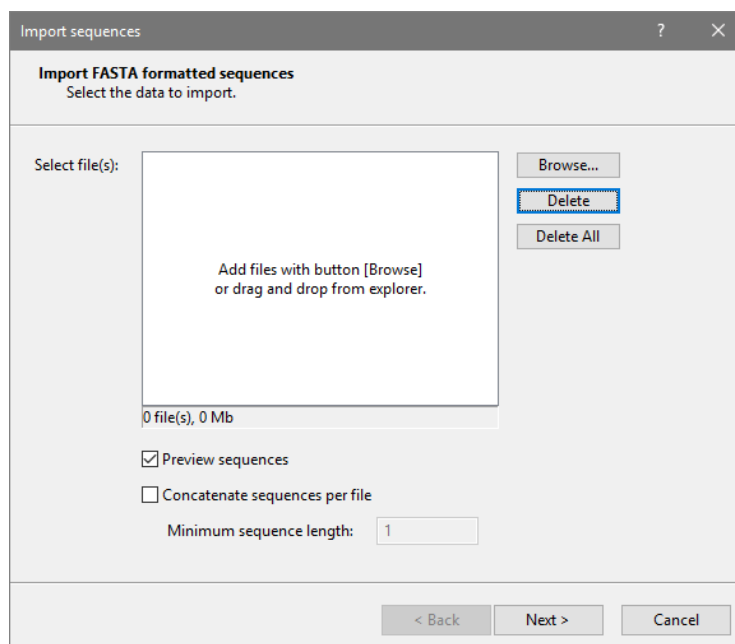 Import sequences
Import FASTA formatted sequences
Select the data to import.
Select file(s):
Browse...
Delete
Delete All
Add files with button [Browse]
or drag and drop from explorer.
0 file(s), 0 Mb
Preview sequences
Concatenate sequences per file
Minimum sequence length: 1
< Back Next > Cancel